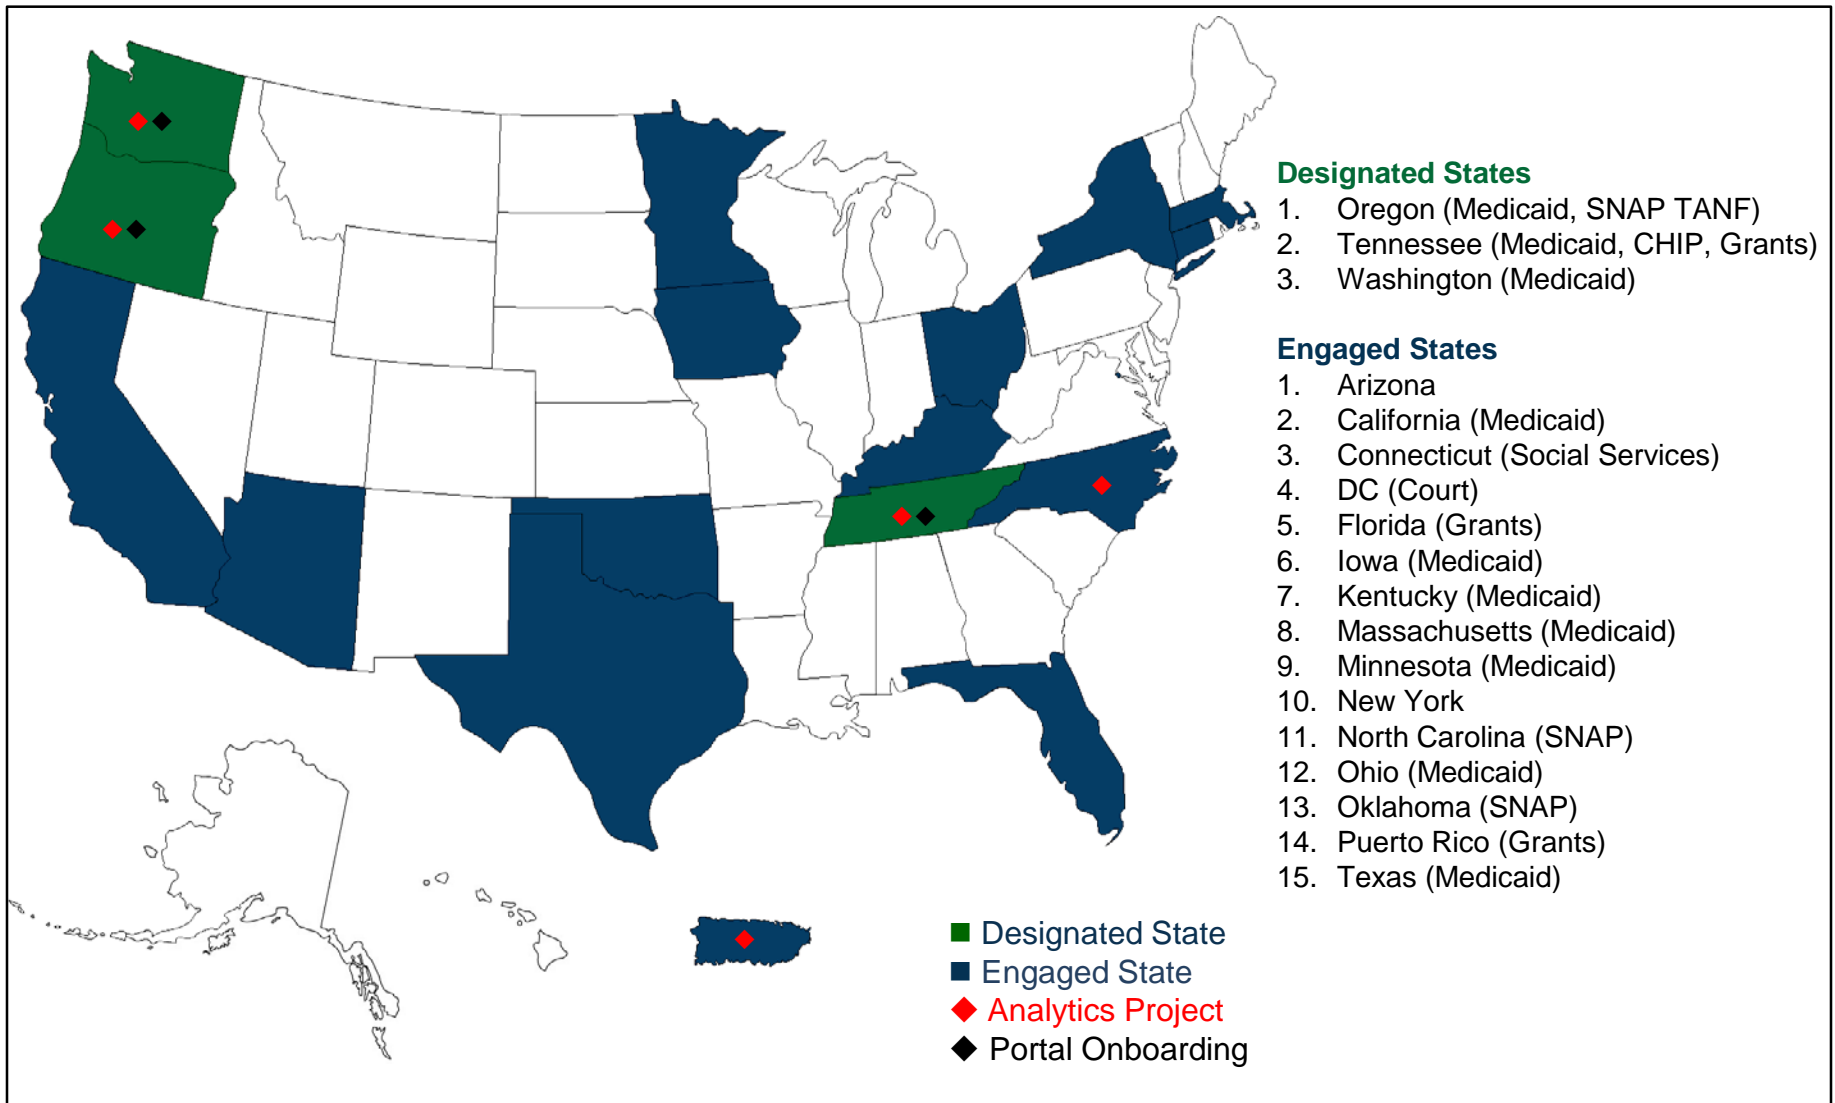 Designated States
1. Oregon (Medicaid, SNAP TANF)
2. Tennessee (Medicaid, CHIP, Grants)
3. Washington (Medicaid)
Engaged States
1. Arizona
2. California (Medicaid)
3. Connecticut (Social Services)
4. DC (Court)
5. Florida (Grants)
6. Iowa (Medicaid)
7. Kentucky (Medicaid)
8. Massachusetts (Medicaid)
9. Minnesota (Medicaid)
10. New York
11. North Carolina (SNAP)
12. Ohio (Medicaid)
13. Oklahoma (SNAP)
14. Puerto Rico (Grants)
15. Texas (Medicaid)
Designated State
Engaged State
Analytics Project
Portal Onboarding